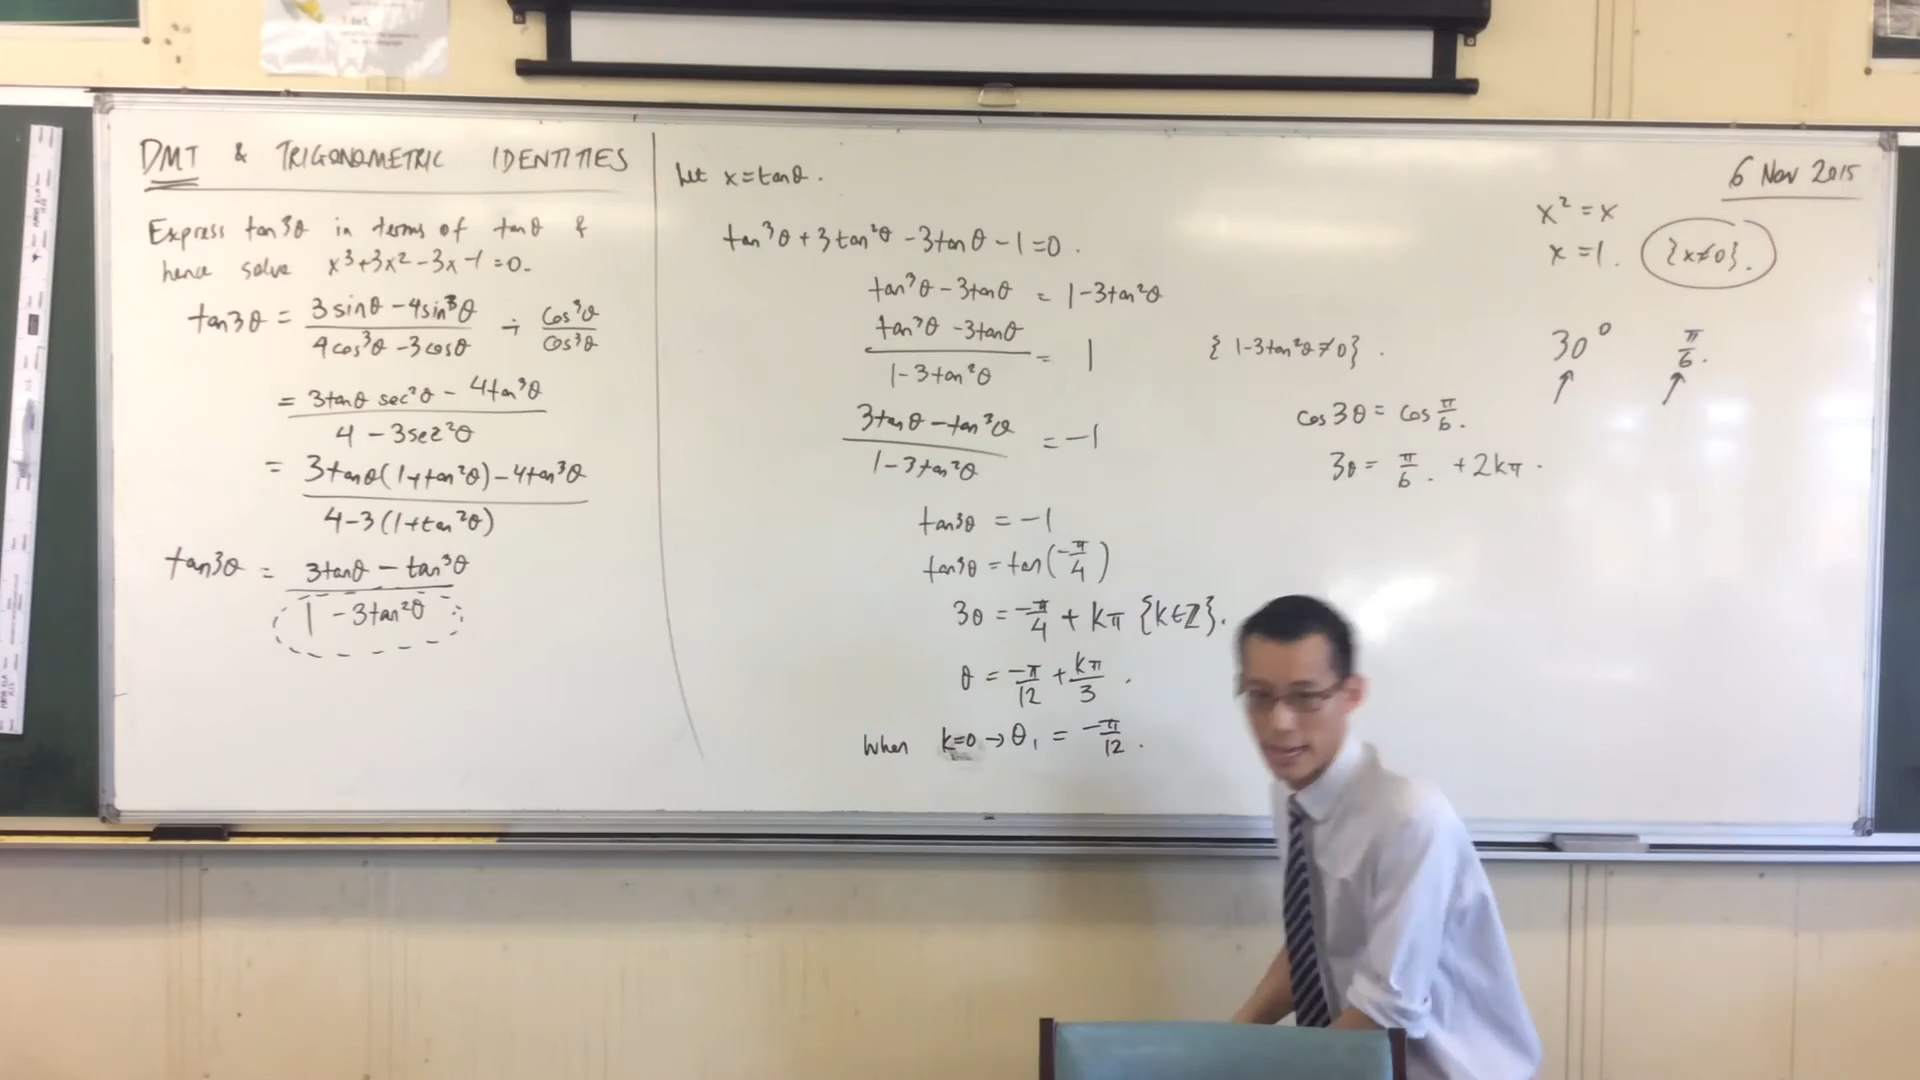 DMT & TRIGONOMETRIC IDENTITIES
Express tan3θ in terms of tanθ &
hence solve x³+3x²-3x-1=0.
tan3θ = (3sinθ - 4sin³θ)/(4cos³θ - 3cosθ) ÷ cos³θ/cos³θ
= (3tanθ sec²θ - 4tan³θ)/(4 - 3sec²θ)
= (3tanθ(1+tan²θ) - 4tan³θ)/(4-3(1+tan²θ))
tan3θ = (3tanθ - tan³θ)/(1 - 3tan²θ)
Let x=tanθ.
tan³θ + 3tan²θ - 3tanθ - 1 = 0.
tan³θ - 3tanθ = 1-3tan²θ
(tan³θ - 3tanθ)/(1-3tan²θ) = 1 {1-3tan²θ≠0}.
(3tanθ - tan³θ)/(1-3tan²θ) = -1
tan3θ = -1
tan3θ = tan(-π/4)
3θ = -π/4 + kπ {k∈ℤ}.
θ = -π/12 + kπ/3.
When k=0 → θ₁ = -π/12.
6 Nov 2015
x² = x
x = 1. {x≠0}.
30° π/6.
cos3θ = cos π/6.
3θ = π/6. + 2kπ.